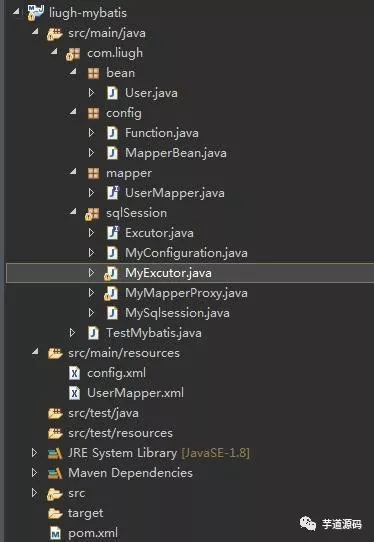 liugh-mybatis
src/main/java
com.liugh
bean
User.java
config
Function.java
MapperBean.java
mapper
UserMapper.java
sqlSession
Excutor.java
MyConfiguration.java
MyExcutor.java
MyMapperProxy.java
MySqlsession.java
TestMybatis.java
src/main/resources
config.xml
UserMapper.xml
src/test/java
src/test/resources
JRE System Library [JavaSE-1.8]
Maven Dependencies
src
target
pom.xml
芋道源码